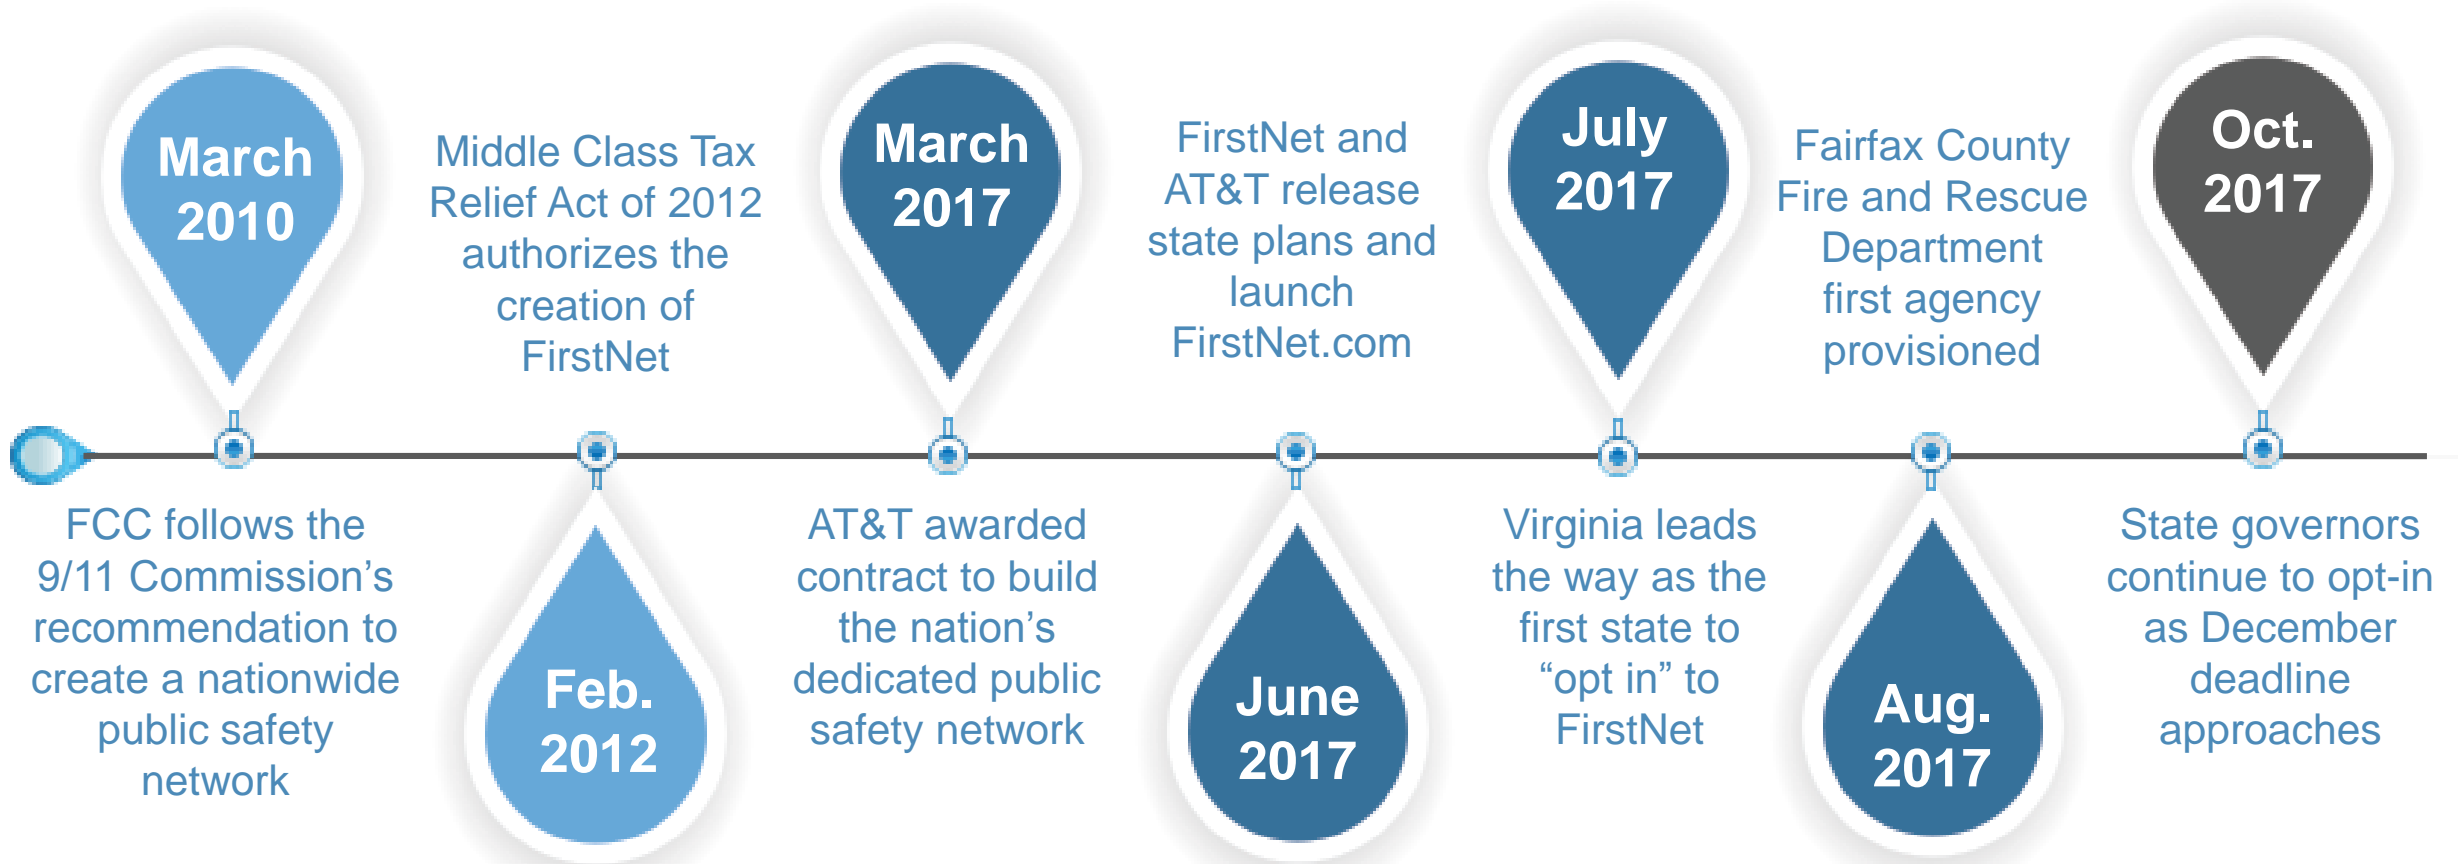 March
2010
FCC follows the
9/11 Commission’s
recommendation to
create a nationwide
public safety
network
Middle Class Tax
Relief Act of 2012
authorizes the
creation of
FirstNet
Feb.
2012
March
2017
AT&T awarded
contract to build
the nation’s
dedicated public
safety network
FirstNet and
AT&T release
state plans and
launch
FirstNet.com
June
2017
July
2017
Virginia leads
the way as the
first state to
“opt in” to
FirstNet
Fairfax County
Fire and Rescue
Department
first agency
provisioned
Aug.
2017
Oct.
2017
State governors
continue to opt-in
as December
deadline
approaches